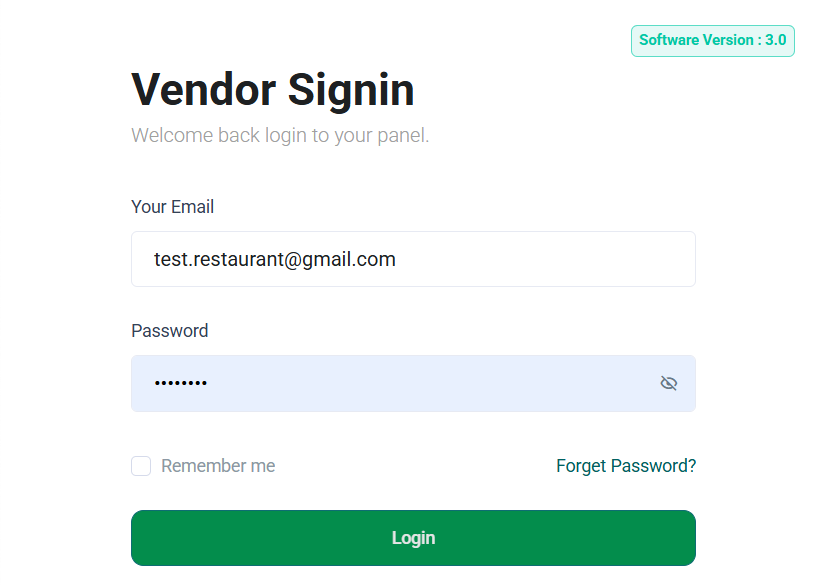 Software Version : 3.0
Vendor Signin
Welcome back login to your panel.
Your Email
test.restaurant@gmail.com
Password
••••••••
Remember me
Forget Password?
Login